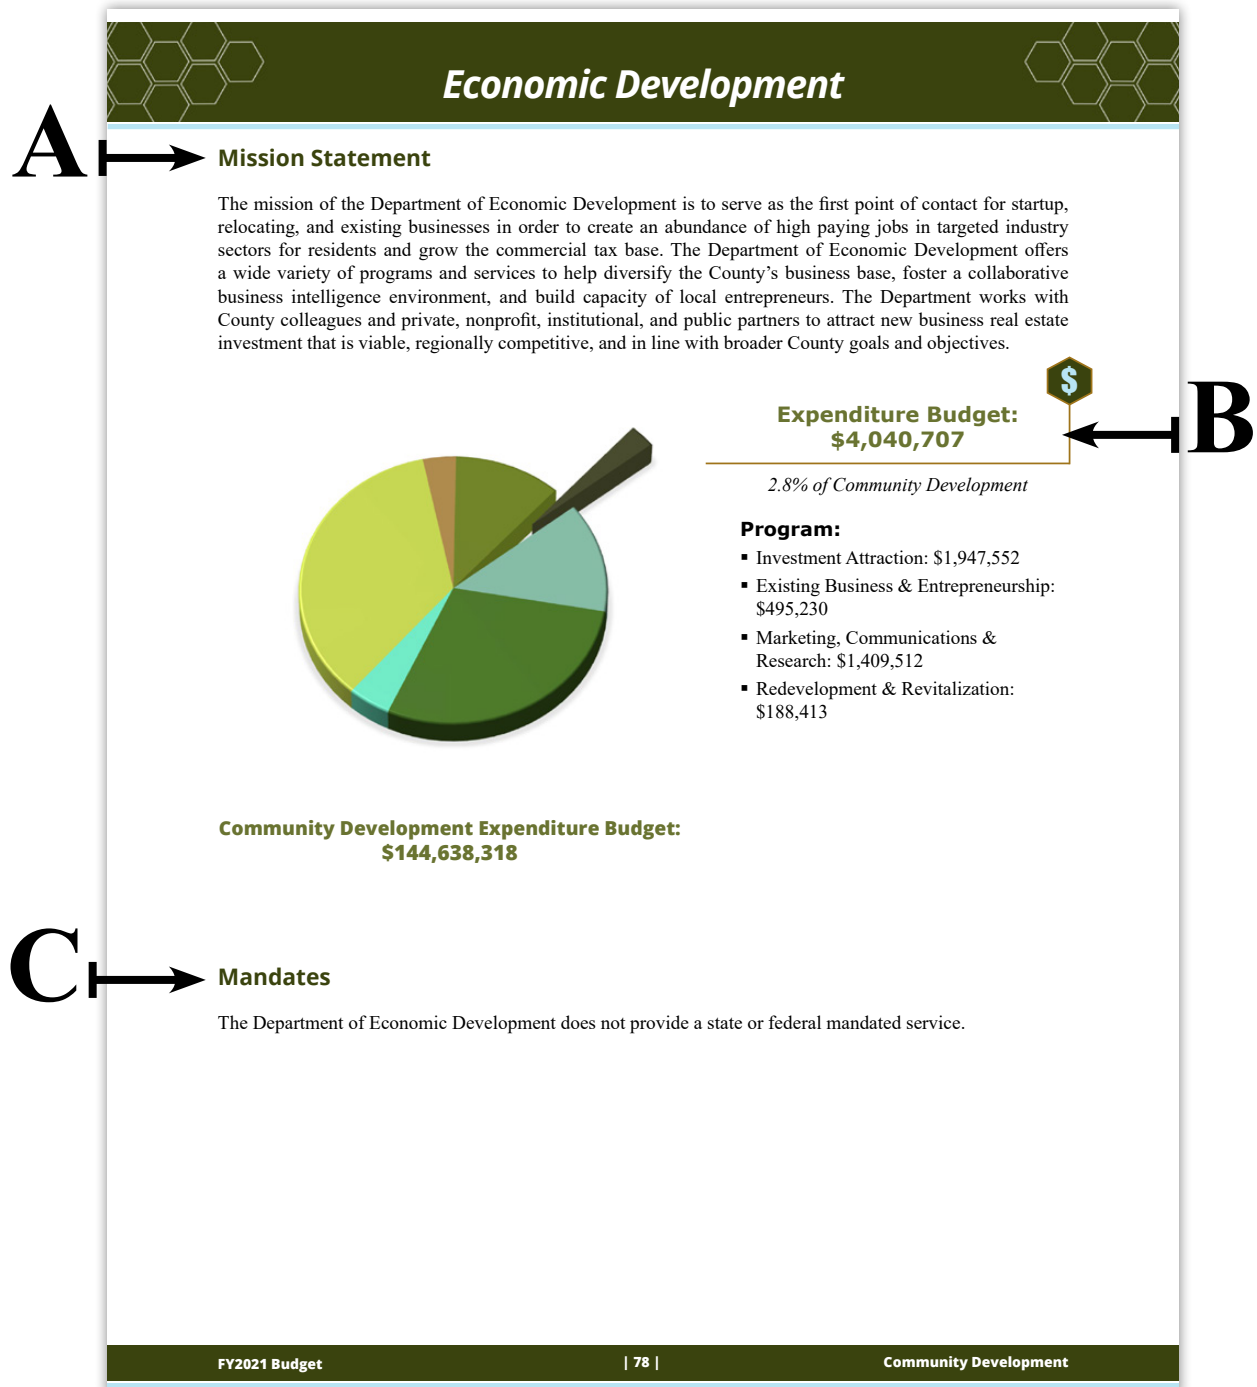 Economic Development
A
Mission Statement
The mission of the Department of Economic Development is to serve as the first point of contact for startup,
relocating, and existing businesses in order to create an abundance of high paying jobs in targeted industry
sectors for residents and grow the commercial tax base. The Department of Economic Development offers
a wide variety of programs and services to help diversify the County's business base, foster a collaborative
business intelligence environment, and build capacity of local entrepreneurs. The Department works with
County colleagues and private, nonprofit, institutional, and public partners to attract new business real estate
investment that is viable, regionally competitive, and in line with broader County goals and objectives.
$
B
Expenditure Budget:
$4,040,707
2.8% of Community Development
Program:
▪ Investment Attraction: $1,947,552
▪ Existing Business & Entrepreneurship:
$495,230
▪ Marketing, Communications &
Research: $1,409,512
▪ Redevelopment & Revitalization:
$188,413
Community Development Expenditure Budget:
$144,638,318
C
Mandates
The Department of Economic Development does not provide a state or federal mandated service.
FY2021 Budget
| 78 |
Community Development